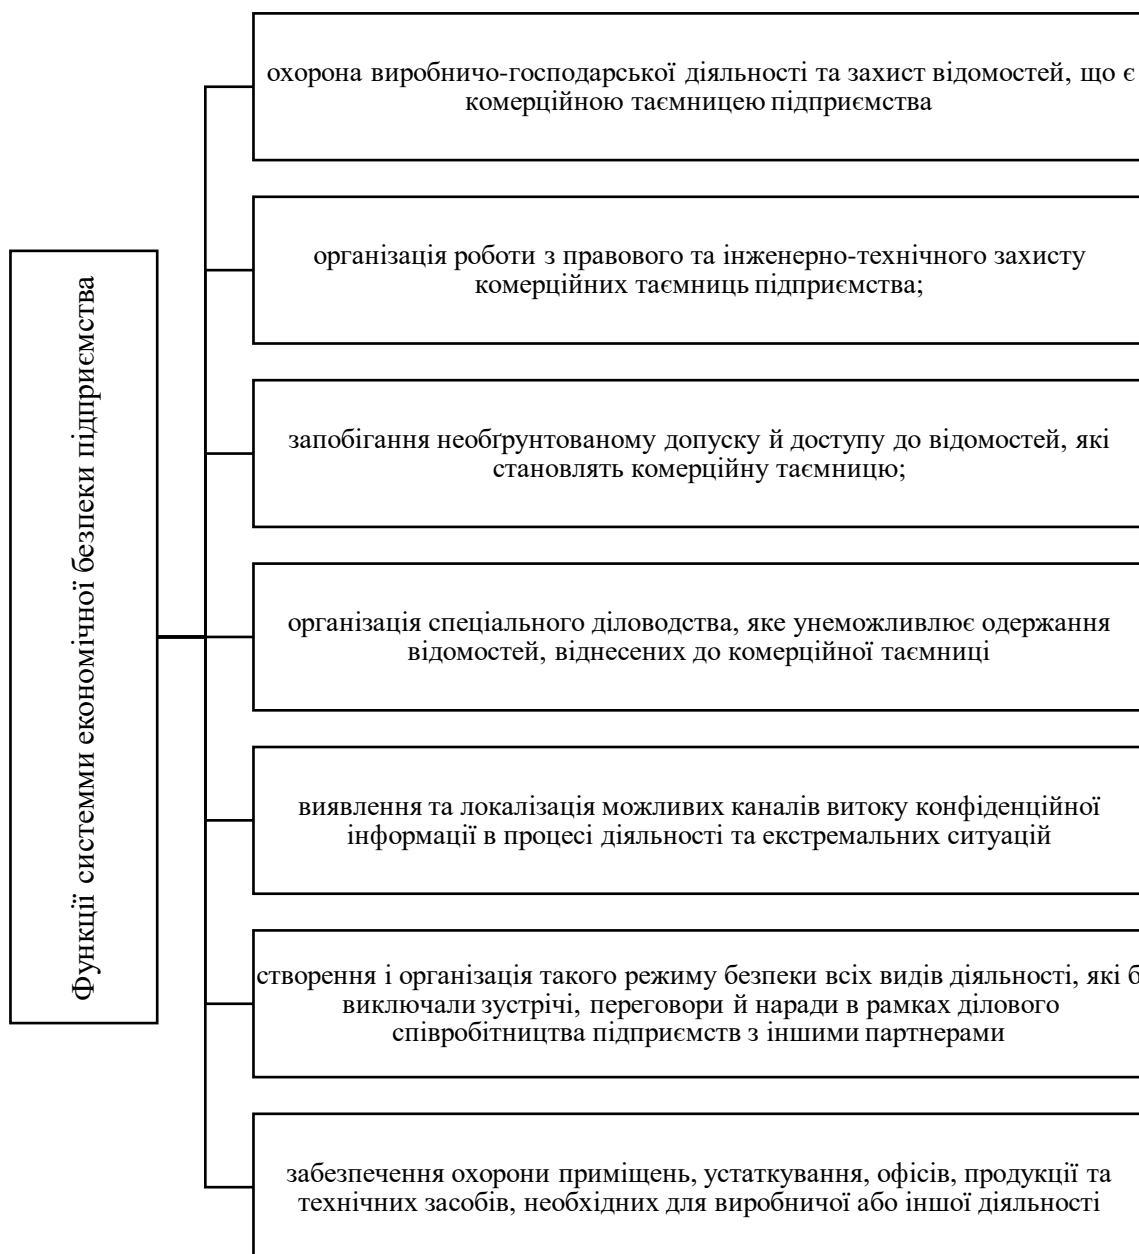 Функції системми економічної безпеки підприємства
охорона виробничо-господарської діяльності та захист відомостей, що є
комерційною таємницею підприємства
організація роботи з правового та інженерно-технічного захисту
комерційних таємниць підприємства;
запобігання необґрунтованому допуску й доступу до відомостей, які
становлять комерційну таємницю;
організація спеціального діловодства, яке унеможливлює одержання
відомостей, віднесених до комерційної таємниці
виявлення та локалізація можливих каналів витоку конфіденційної
інформації в процесі діяльності та екстремальних ситуацій
створення і організація такого режиму безпеки всіх видів діяльності, які б
виключали зустрічі, переговори й наради в рамках ділового
співробітництва підприємств з іншими партнерами
забезпечення охорони приміщень, устаткування, офісів, продукції та
технічних засобів, необхідних для виробничої або іншої діяльності